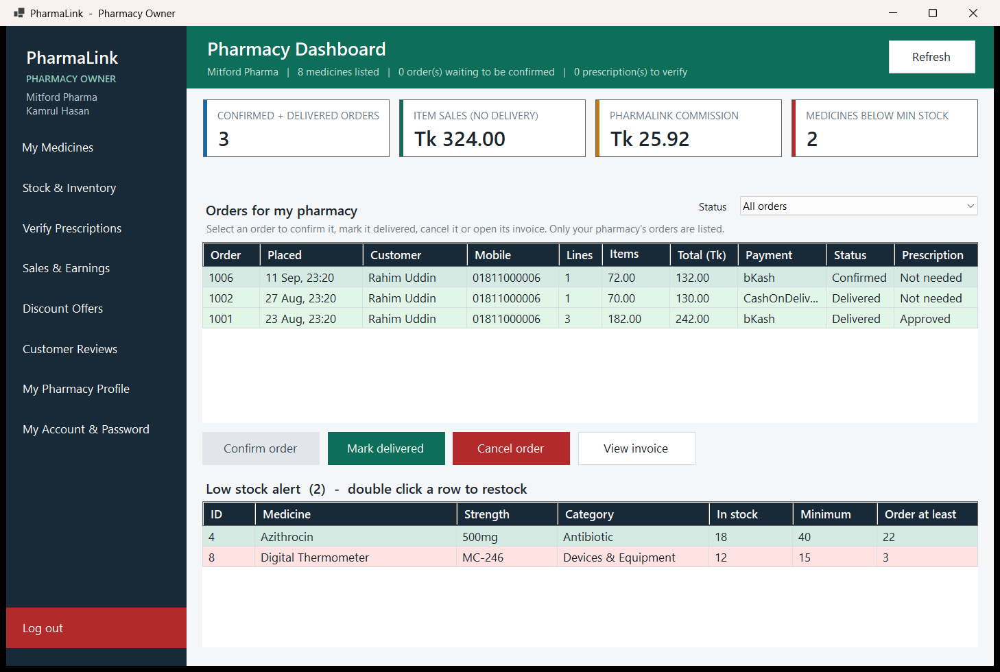 PharmaLink - Pharmacy Owner
PharmaLink
PHARMACY OWNER
Mitford Pharma
Kamrul Hasan
My Medicines
Stock & Inventory
Verify Prescriptions
Sales & Earnings
Discount Offers
Customer Reviews
My Pharmacy Profile
My Account & Password
Log out
Pharmacy Dashboard
Mitford Pharma | 8 medicines listed | 0 order(s) waiting to be confirmed | 0 prescription(s) to verify
Refresh
CONFIRMED + DELIVERED ORDERS
3
ITEM SALES (NO DELIVERY)
Tk 324.00
PHARMALINK COMMISSION
Tk 25.92
MEDICINES BELOW MIN STOCK
2
Orders for my pharmacy
Status All orders
Select an order to confirm it, mark it delivered, cancel it or open its invoice. Only your pharmacy's orders are listed.
Order Placed Customer Mobile Lines Items Total (Tk) Payment Status Prescription
1006 11 Sep, 23:20 Rahim Uddin 01811000006 1 72.00 132.00 bKash Confirmed Not needed
1002 27 Aug, 23:20 Rahim Uddin 01811000006 1 70.00 130.00 CashOnDeliv... Delivered Not needed
1001 23 Aug, 23:20 Rahim Uddin 01811000006 3 182.00 242.00 bKash Delivered Approved
Confirm order Mark delivered Cancel order View invoice
Low stock alert (2) - double click a row to restock
ID Medicine Strength Category In stock Minimum Order at least
4 Azithrocin 500mg Antibiotic 18 40 22
8 Digital Thermometer MC-246 Devices & Equipment 12 15 3